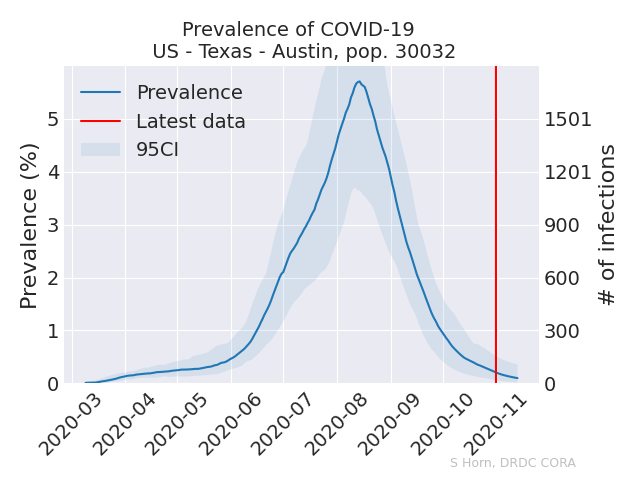 Prevalence of COVID-19
US - Texas - Austin, pop. 30032
Prevalence
Latest data
95CI
Prevalence (%)
5
4
3
2
1
0
1501
1201
900
600
300
0
# of infections
2020-03
2020-04
2020-05
2020-06
2020-07
2020-08
2020-09
2020-10
2020-11
S Horn, DRDC CORA